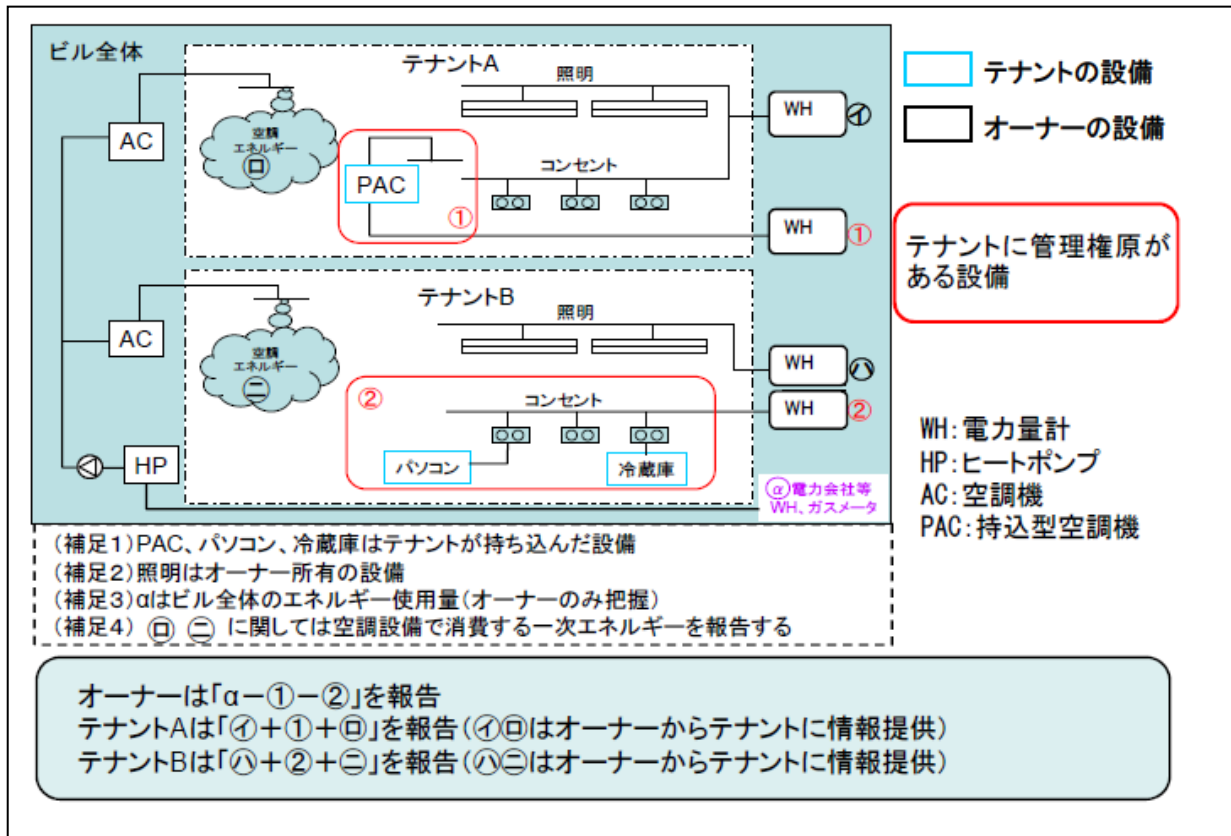 ビル全体
テナントA
照明
AC
空調
エネルギー
ロ
PAC
①
コンセント
WH イ
WH ①
テナントB
照明
AC
空調
エネルギー
ニ
②
コンセント
パソコン
冷蔵庫
WH ハ
WH ②
HP
α電力会社等
WH、ガスメータ
テナントの設備
オーナーの設備
テナントに管理権原が
ある設備
WH:電力量計
HP:ヒートポンプ
AC:空調機
PAC:持込型空調機
(補足1)PAC、パソコン、冷蔵庫はテナントが持ち込んだ設備
(補足2)照明はオーナー所有の設備
(補足3)αはビル全体のエネルギー使用量(オーナーのみ把握)
(補足4) ㋺ ㋥ に関しては空調設備で消費する一次エネルギーを報告する
オーナーは「α-①-②」を報告
テナントAは「㋑+①+㋺」を報告(㋑㋺はオーナーからテナントに情報提供)
テナントBは「㋩+②+㋥」を報告(㋩㋥はオーナーからテナントに情報提供)